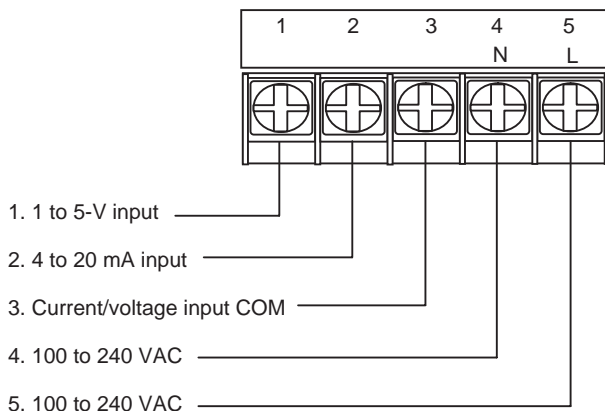 1 2 3 4 5
N L
1. 1 to 5-V input
2. 4 to 20 mA input
3. Current/voltage input COM
4. 100 to 240 VAC
5. 100 to 240 VAC